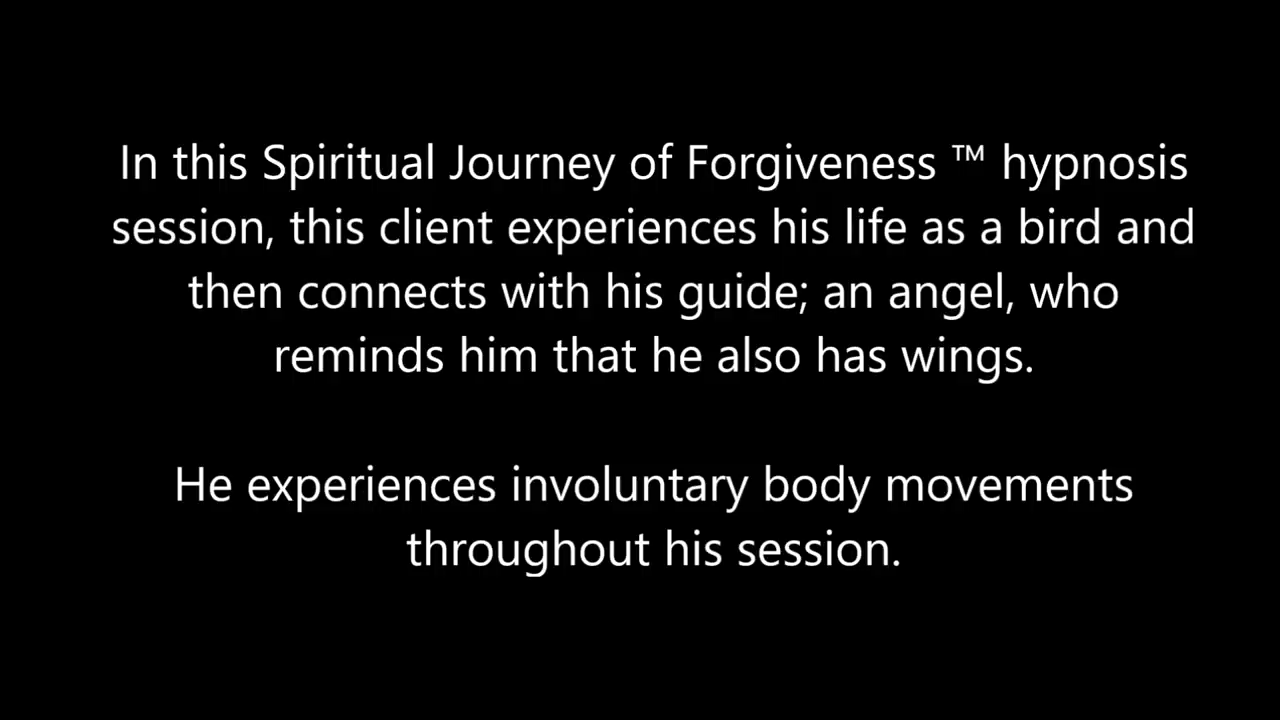 In this Spiritual Journey of Forgiveness ™ hypnosis
session, this client experiences his life as a bird and
then connects with his guide; an angel, who
reminds him that he also has wings.
He experiences involuntary body movements
throughout his session.